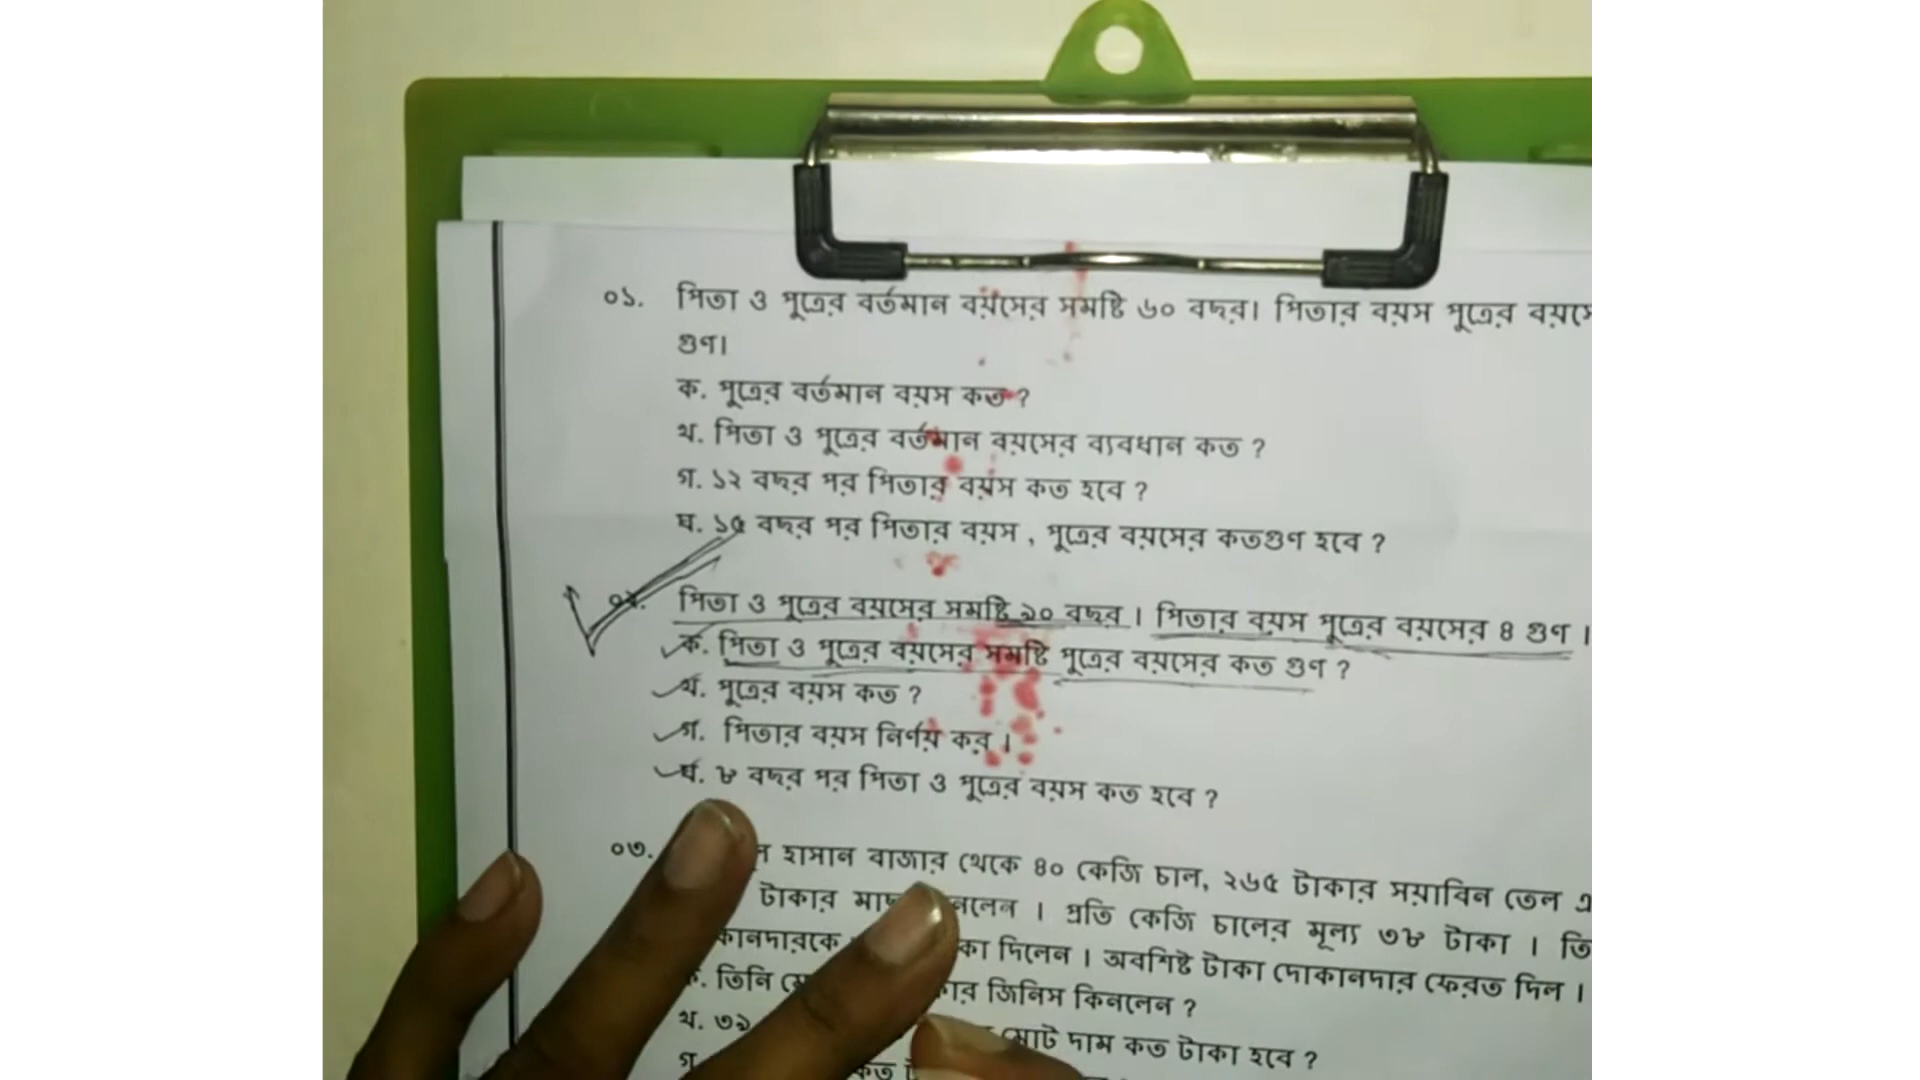 ০১. পিতা ও পুত্রের বর্তমান বয়সের সমষ্টি ৬০ বছর। পিতার বয়স পুত্রের
গুণ।
ক. পুত্রের বর্তমান বয়স কত ?
খ. পিতা ও পুত্রের বর্তমান বয়সের ব্যবধান কত ?
গ. ১২ বছর পর পিতার বয়স কত হবে ?
ঘ. ১৫ বছর পর পিতার বয়স , পুত্রের বয়সের কতগুণ হবে ?
০২. পিতা ও পুত্রের বয়সের সমষ্টি ৯০ বছর । পিতার বয়স পুত্রের বয়সের ৪ গুণ ।
ক. পিতা ও পুত্রের বয়সের সমষ্টি পুত্রের বয়সের কত গুণ ?
খ. পুত্রের বয়স কত ?
গ. পিতার বয়স নির্ণয় কর ।
ঘ. ৮ বছর পর পিতা ও পুত্রের বয়স কত হবে ?
০৩. হাসান বাজার থেকে ৪০ কেজি চাল, ২৬৫ টাকার সয়াবিন তেল
টাকার । প্রতি কেজি চালের মূল্য ৩৮ টাকা ।
দিলেন । অবশিষ্ট টাকা দোকানদার ফেরত দিল ।
ক. তিনি জিনিস কিনলেন ?
খ. ৩৯ মোট দাম কত টাকা হবে ?
গ. কত